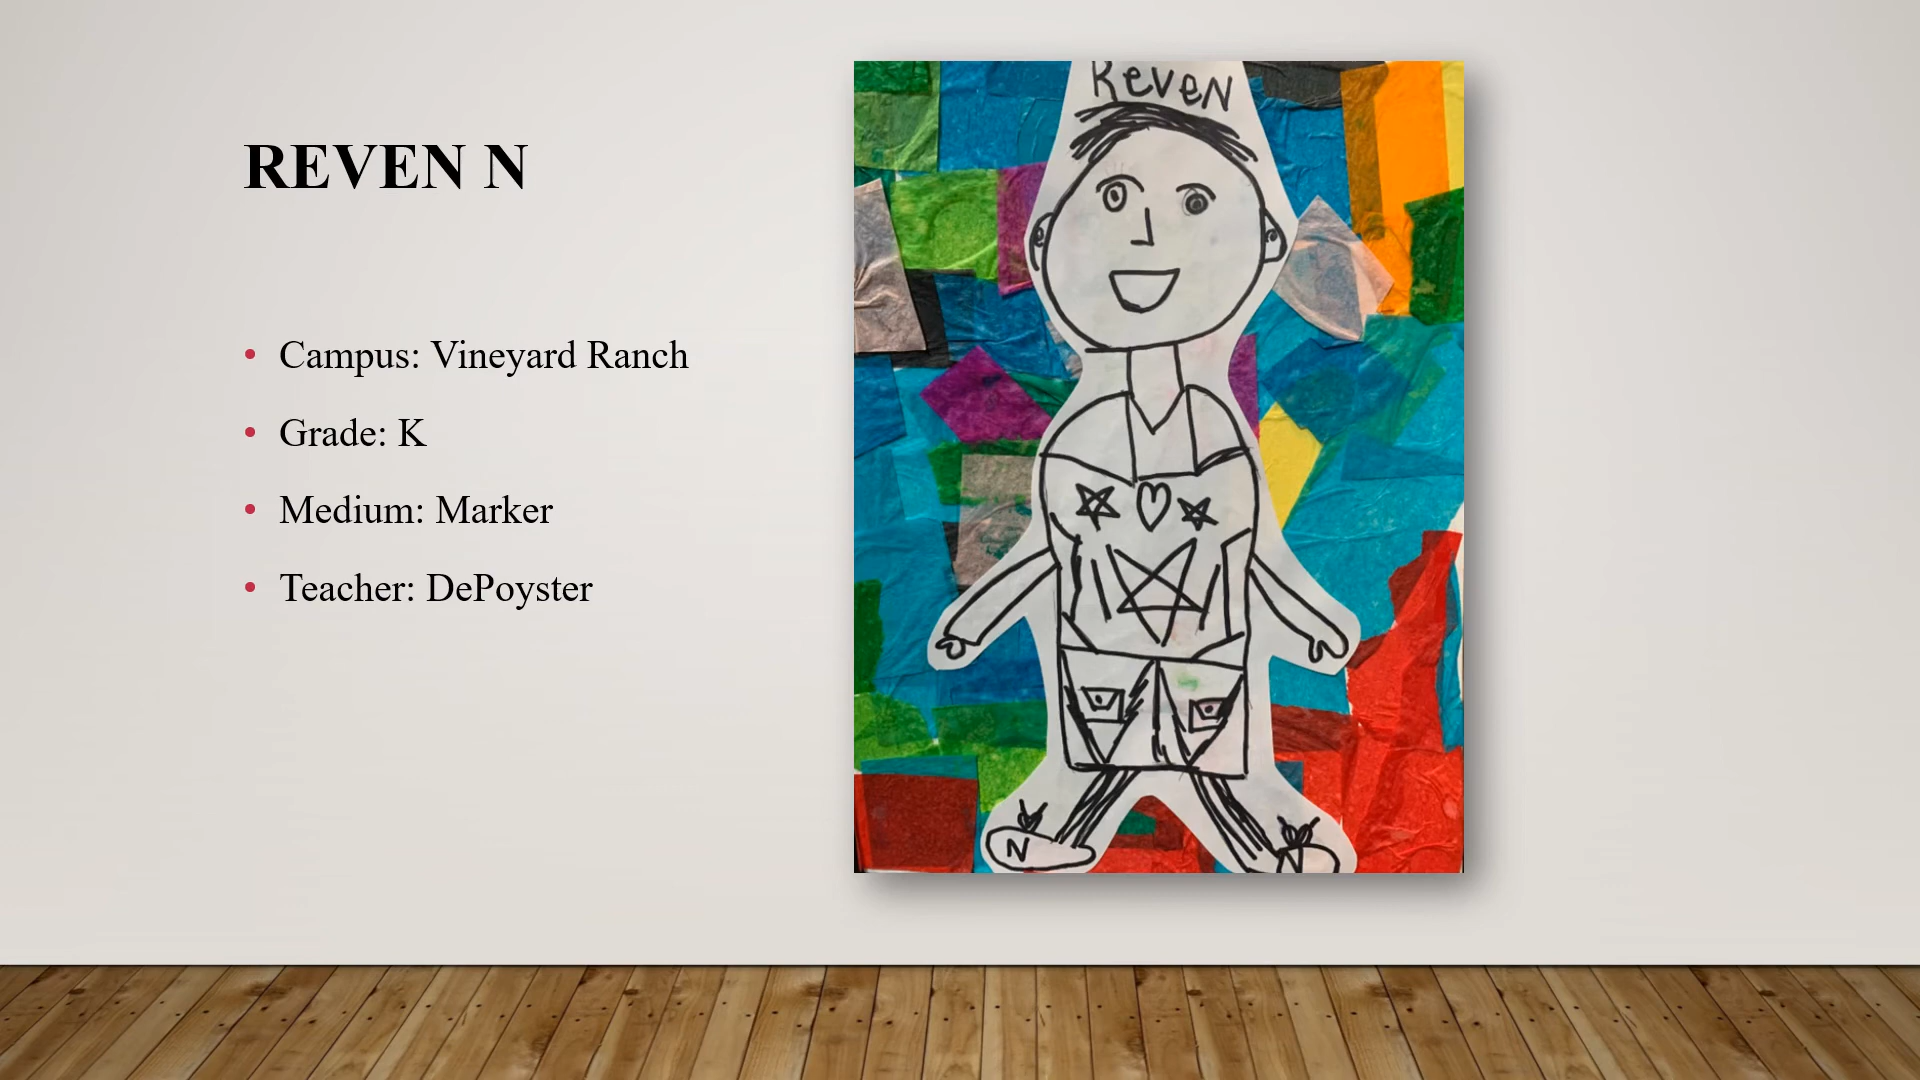 REVEN N
• Campus: Vineyard Ranch
• Grade: K
• Medium: Marker
• Teacher: DePoyster
Reven
N
N